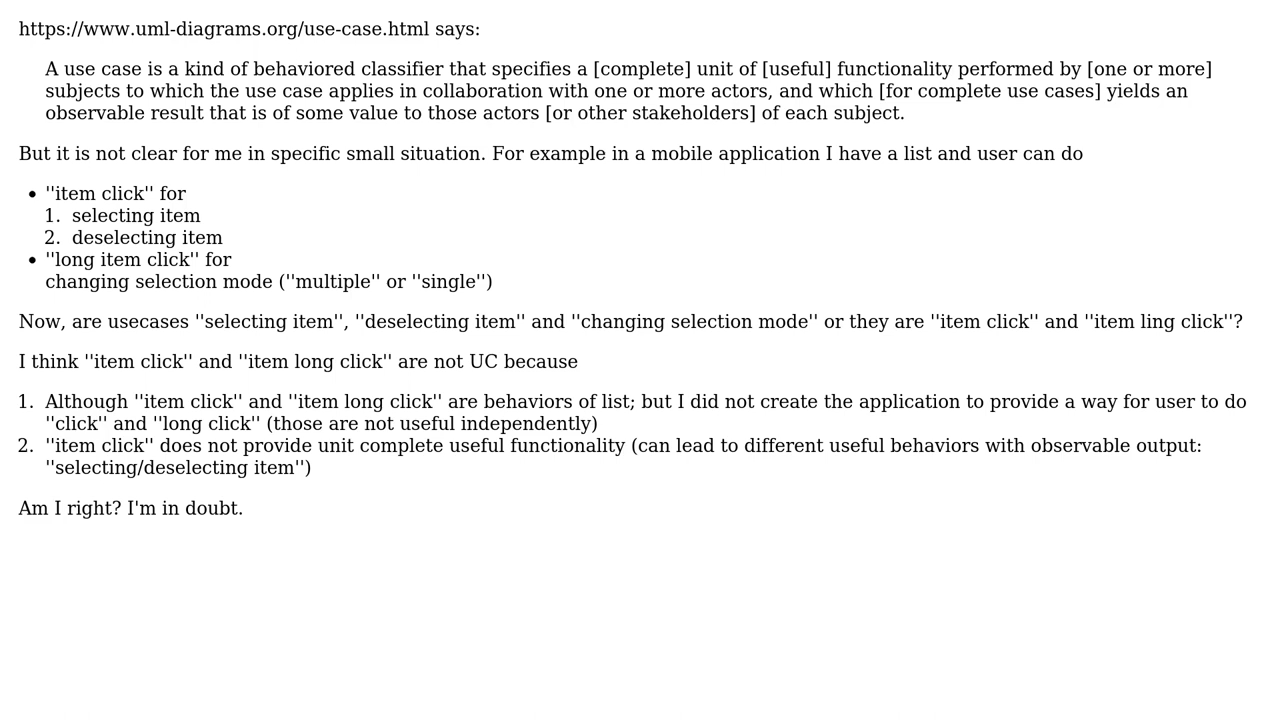 https://www.uml-diagrams.org/use-case.html says:
A use case is a kind of behaviored classifier that specifies a [complete] unit of [useful] functionality performed by [one or more]
subjects to which the use case applies in collaboration with one or more actors, and which [for complete use cases] yields an
observable result that is of some value to those actors [or other stakeholders] of each subject.
But it is not clear for me in specific small situation. For example in a mobile application I have a list and user can do
• ''item click'' for
1. selecting item
2. deselecting item
• ''long item click'' for
changing selection mode (''multiple'' or ''single'')
Now, are usecases ''selecting item'', ''deselecting item'' and ''changing selection mode'' or they are ''item click'' and ''item ling click''?
I think ''item click'' and ''item long click'' are not UC because
1. Although ''item click'' and ''item long click'' are behaviors of list; but I did not create the application to provide a way for user to do
''click'' and ''long click'' (those are not useful independently)
2. ''item click'' does not provide unit complete useful functionality (can lead to different useful behaviors with observable output:
''selecting/deselecting item'')
Am I right? I'm in doubt.